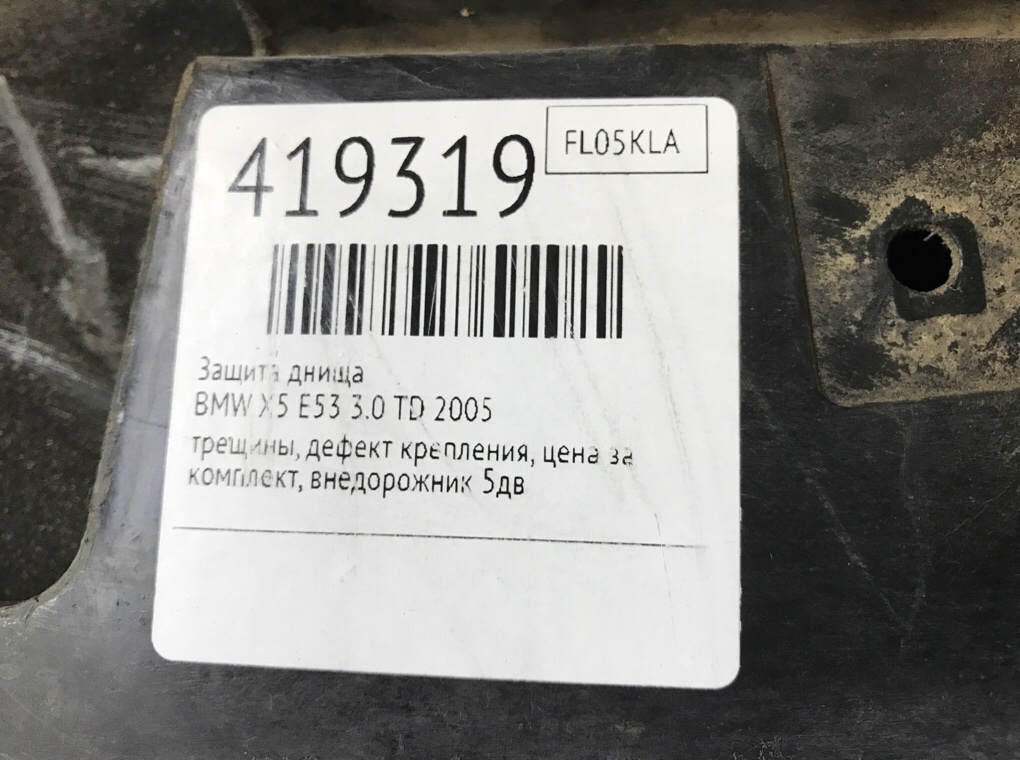 419319
FL05KLA
Защита днища
BMW X5 E53 3.0 TD 2005
трещины, дефект крепления, цена за
комплект, внедорожник 5дв